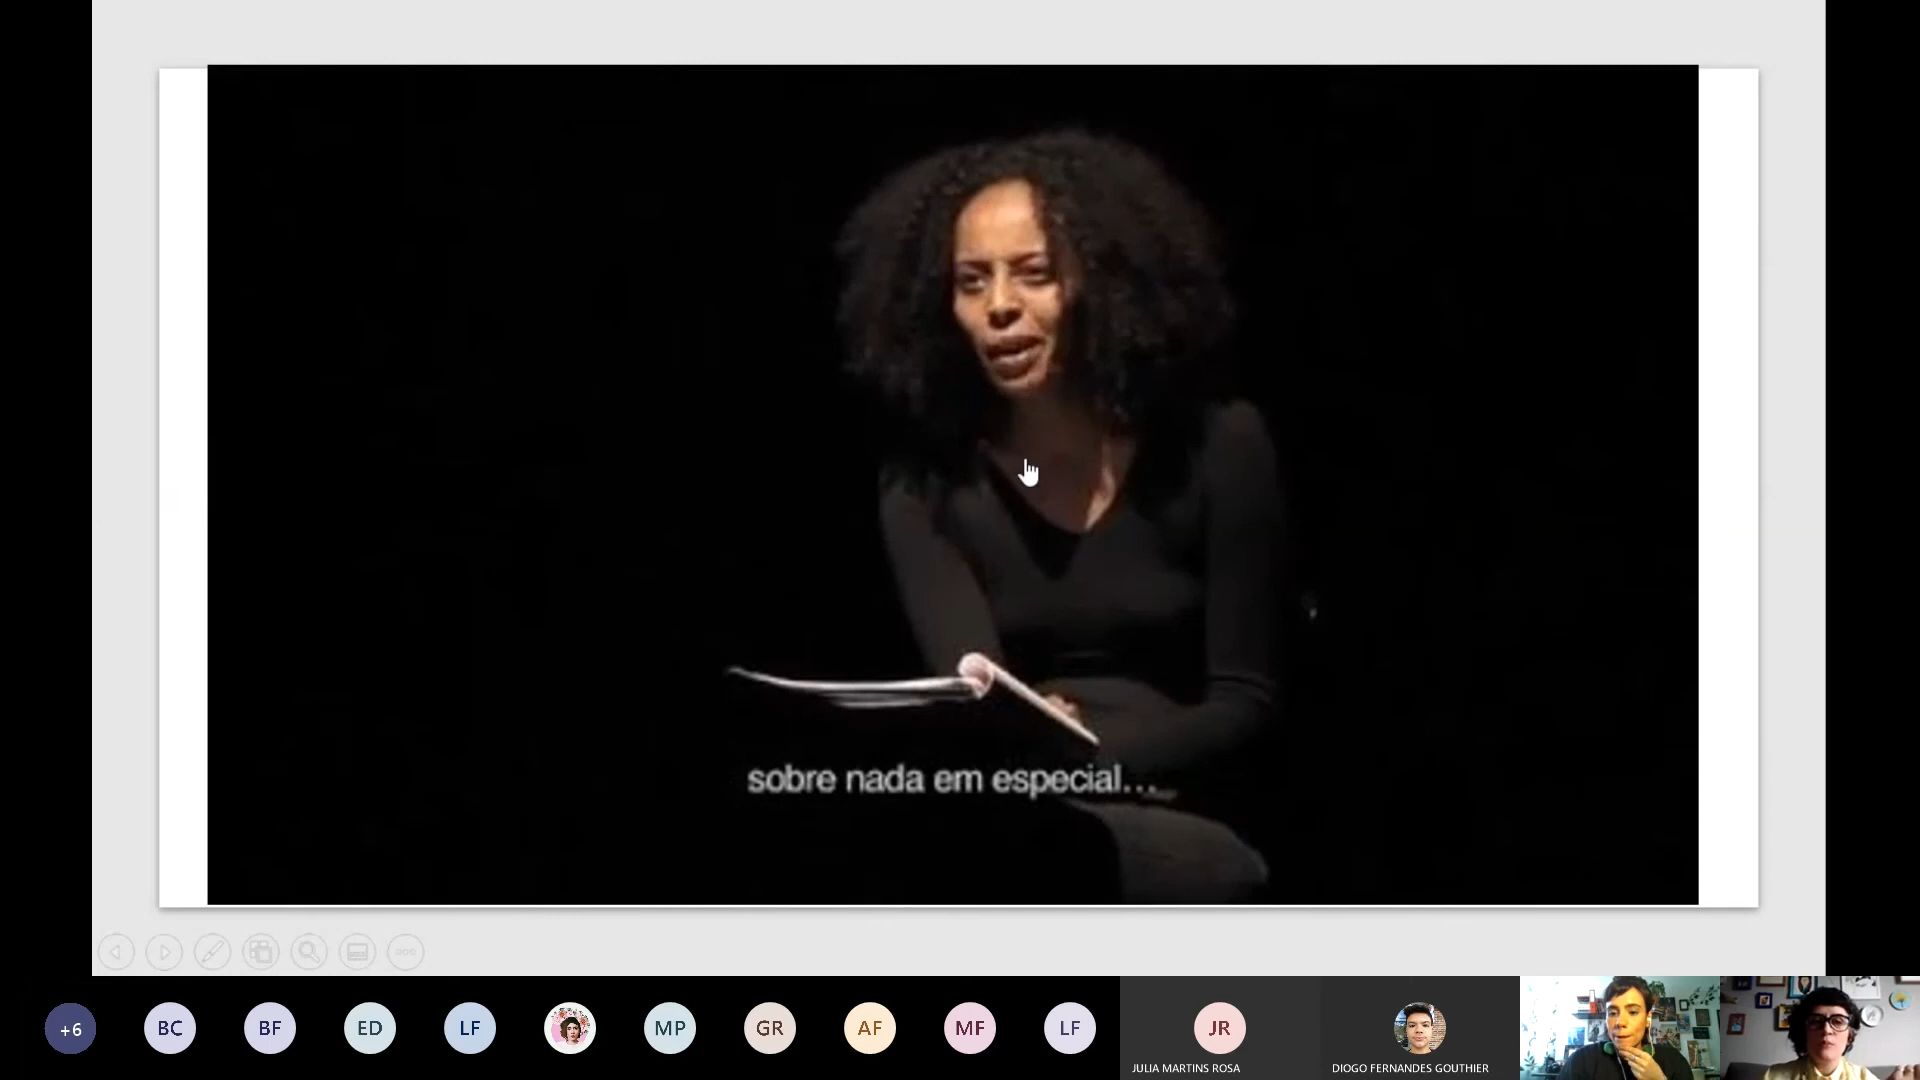 sobre nada em especial...
+6
BC
BF
ED
LF
MP
GR
AF
MF
LF
JR
JULIA MARTINS ROSA
DIOGO FERNANDES GOUTHIER